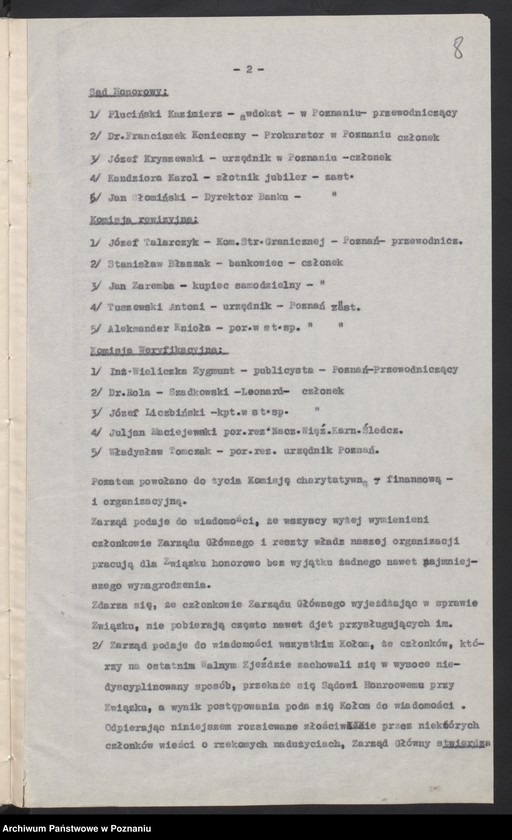 8
- 2 -
Sąd Honorowy:
1/ Pluciński Kazimierz - awdokat - w Poznaniu- przewodniczący
2/ Dr.Franciszek Konieczny - Prokurator w Poznaniu członek
3/ Józef Kryszewski - urzędnik w Poznaniu -członek
4/ Kandziora Karol - złotnik jubiler - zast.
5/ Jan Słomiński - Dyrektor Banku - "
Komisja rewizyjna:
1/ Józef Talarczyk - Kom.Str.Granicznej - Poznań- przewodnicz.
2/ Stanisław Błaszak - bankowiec - członek
3/ Jan Zaremba - kupiec samodzielny - "
4/ Tuszewski Antoni - urzędnik - Poznań zast.
5/ Aleksander Knioła - por.w st.sp. " "
Komisja Weryfikacyjna:
1/ Inż.Wieliczka Zygmunt - publicysta - Poznań-Przewodniczący
2/ Dr.Rola - Szadkowski -Leonard- członek
3/ Józef Liczbiński -kpt.w st.sp. "
4/ Juljan Maciejewski por.rez.Nacz.Więź.Karn.Śledcz.
5/ Władysław Tomczak - por.rez. urzędnik Poznań.
Pozatem powołano do życia Komisję charytatywną - finansową -
i organizacyjną.
Zarząd podaje do wiadomości, że wszyscy wyżej wymienieni
członkowie Zarządu Głównego i reszty władz naszej organizacji
pracują dla Związku honorowo bez wyjątku żadnego nawet najmniej-
szego wynagrodzenia.
Zdarza się, że członkowie Zarządu Głównego wyjeżdżając w sprawie
Związku, nie pobierają często nawet djet przysługujących im.
2/ Zarząd podaje do wiadomości wszystkim Kołom, że członków, któ-
rzy na ostatnim Walnym Zjeździe zachowali się w wysoce nie-
dyscyplinowany sposób, przekaże się Sądowi Honroowemu przy
Związku, a wynik postępowania poda się Kołom do wiadomości .
Odpierając niniejszem rozsiewane złośliwie przez niektórych
członków wieści o rzekomych nadużyciach, Zarząd Główny stwierdza
Archiwum Państwowe w Poznaniu